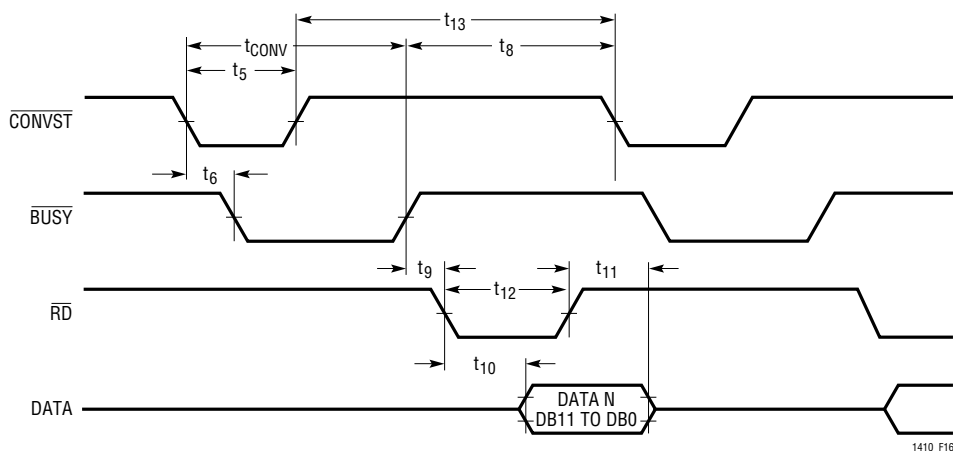 t13
tCONV
t8
t5
CONVST
t6
BUSY
t9
t11
t12
RD
t10
DATA
DATA N
DB11 TO DB0
1410 F16